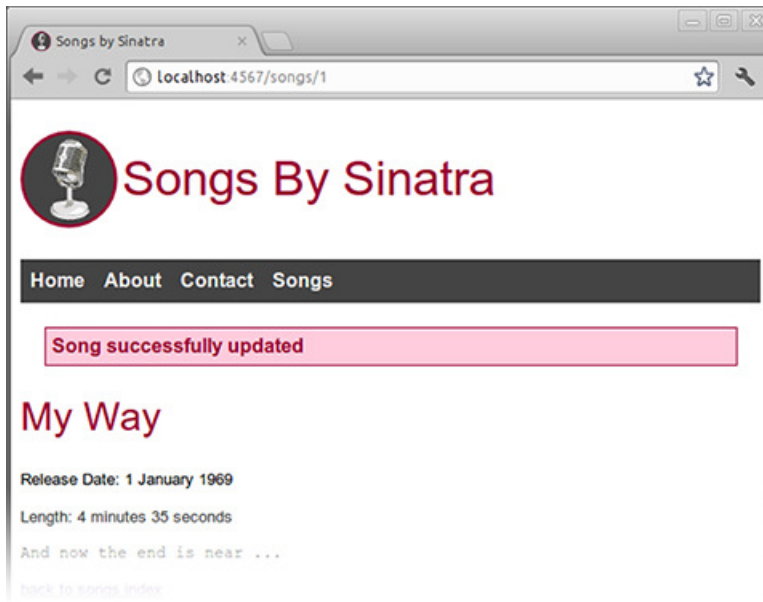 Songs by Sinatra
localhost:4567/songs/1
Songs By Sinatra
Home About Contact Songs
Song successfully updated
My Way
Release Date: 1 January 1969
Length: 4 minutes 35 seconds
And now the end is near ...
back to songs index